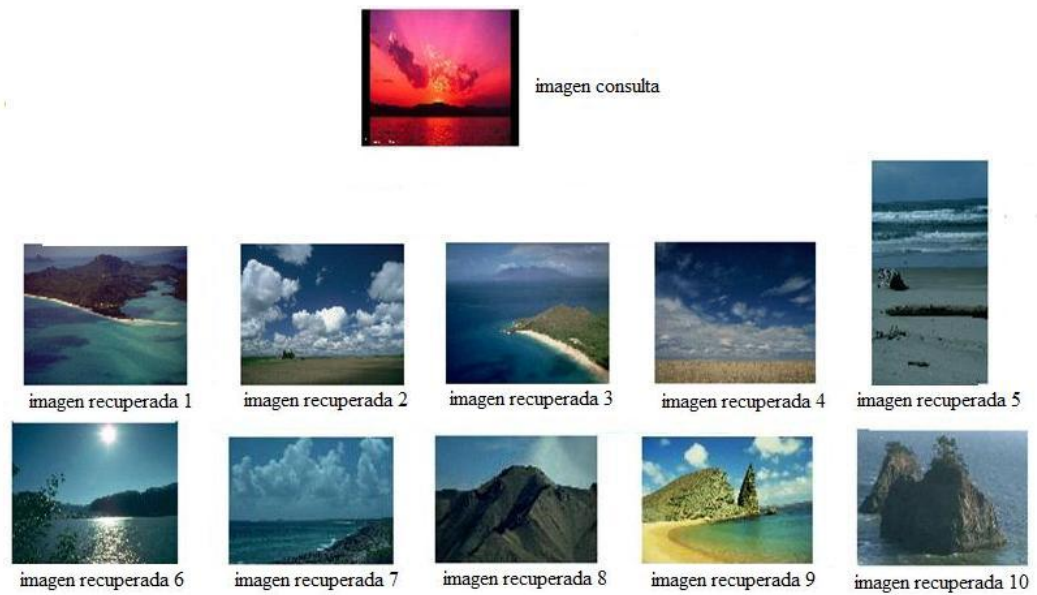 imagen consulta
imagen recuperada 1
imagen recuperada 2
imagen recuperada 3
imagen recuperada 4
imagen recuperada 5
imagen recuperada 6
imagen recuperada 7
imagen recuperada 8
imagen recuperada 9
imagen recuperada 10